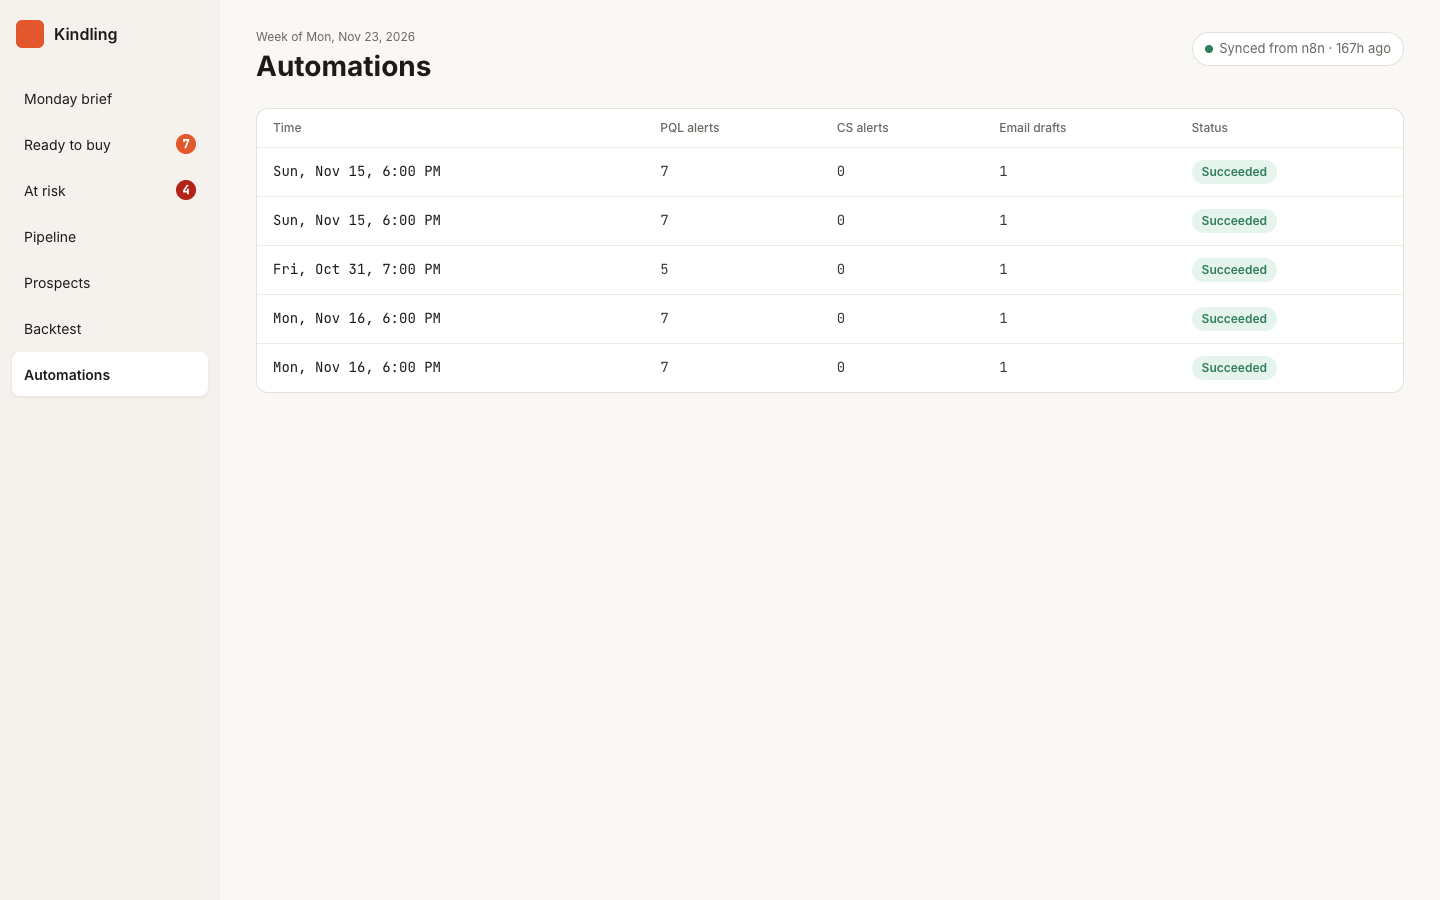 Kindling
Monday brief
Ready to buy 7
At risk 4
Pipeline
Prospects
Backtest
Automations
Week of Mon, Nov 23, 2026
Automations
Synced from n8n · 167h ago
Time PQL alerts CS alerts Email drafts Status
Sun, Nov 15, 6:00 PM 7 0 1 Succeeded
Sun, Nov 15, 6:00 PM 7 0 1 Succeeded
Fri, Oct 31, 7:00 PM 5 0 1 Succeeded
Mon, Nov 16, 6:00 PM 7 0 1 Succeeded
Mon, Nov 16, 6:00 PM 7 0 1 Succeeded